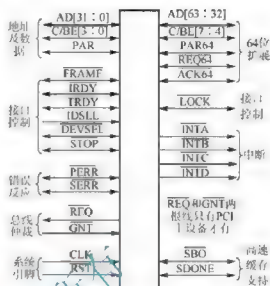 地址及数据
AD[31：0]
C/BE[3：0]
PAR
接口控制
FRAME
IRDY
TRDY
IDSLL
DEVSEL
STOP
错误反应
PERR
SERR
总线仲裁
REQ
GNT
系统引脚
CLK
RST
AD[63：32]
C/BE[7：4]
PAR64
REQ64
ACK64
64位扩展
LOCK
接口控制
INTA
INTB
INTC
INTD
中断
REQ和GNT两根线只有PCI主设备才有
SBO
SDONE
高速缓存支持